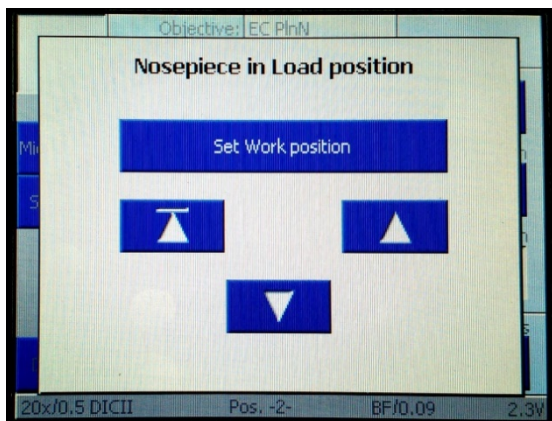 Objective: EC PlnN
Nosepiece in Load position
Set Work position
20x/0.5 DICII Pos. -2- BF/0.09 2.3V